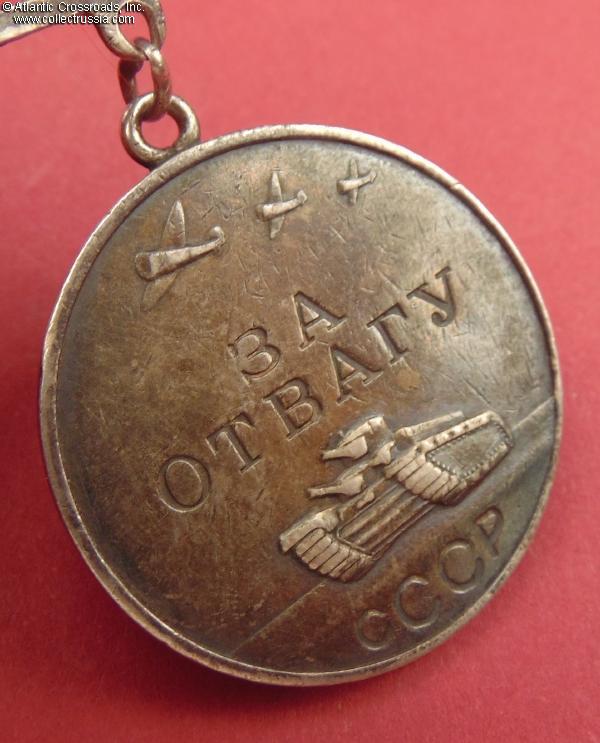 © Atlantic Crossroads, Inc.
www.collectrussia.com
ЗА
ОТВАГУ
СССР